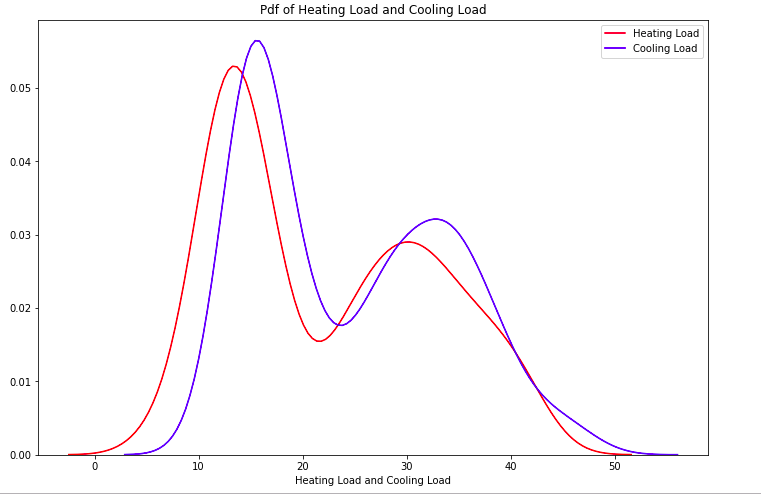 Pdf of Heating Load and Cooling Load
Heating Load
Cooling Load
0.05
0.04
0.03
0.02
0.01
0.00
0 10 20 30 40 50
Heating Load and Cooling Load